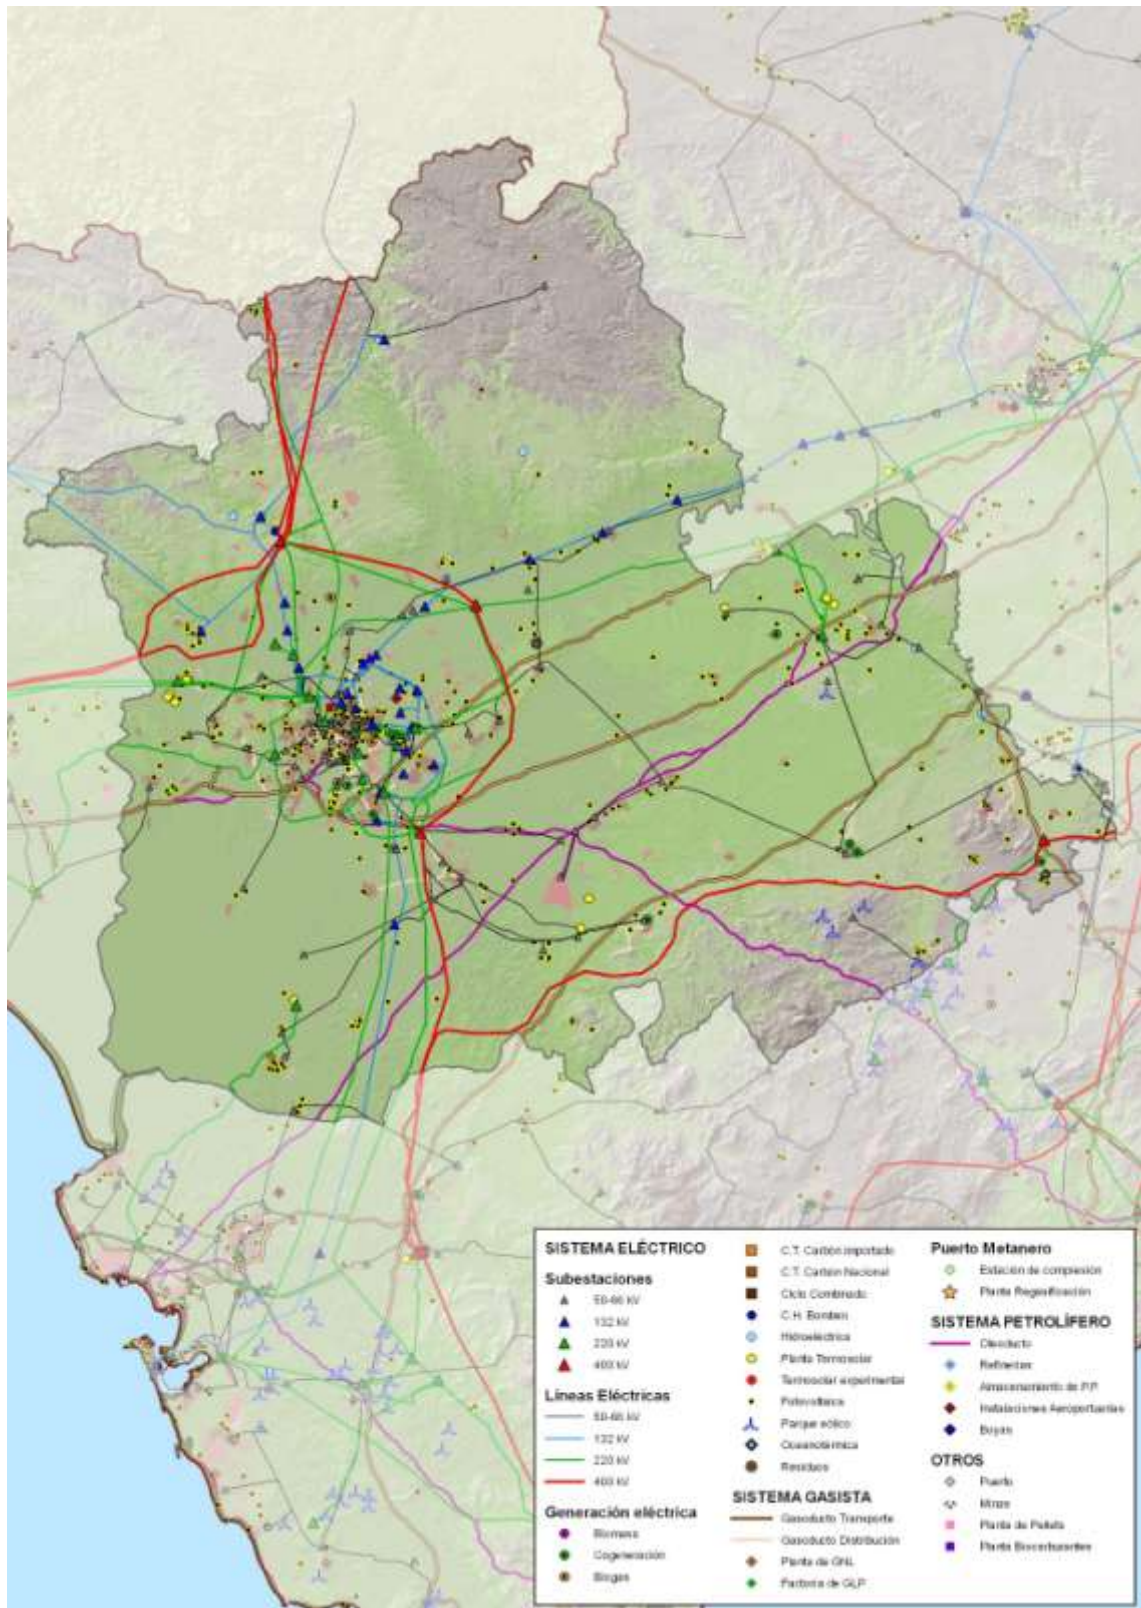 SISTEMA ELÉCTRICO
Subestaciones
50-66 kV
132 kV
220 kV
400 kV
Líneas Eléctricas
50-66 kV
132 kV
220 kV
400 kV
Generación eléctrica
Biomasa
Cogeneración
Biogás
C.T. Carbón importado
C.T. Carbón Nacional
Ciclo Combinado
C.H. Bombeo
Hidroeléctrica
Planta Termosolar
Termosolar experimental
Fotovoltaica
Parque eólico
Oceanotérmica
Residuos
SISTEMA GASISTA
Gasoducto Transporte
Gasoducto Distribución
Planta de GNL
Factoría de GLP
Puerto Metanero
Estación de compresión
Planta Regasificación
SISTEMA PETROLÍFERO
Oleoducto
Refinerías
Almacenamiento de P.P.
Instalaciones Aeroportuarias
Boyas
OTROS
Puerto
Minas
Planta de Pellets
Planta Biocarburantes